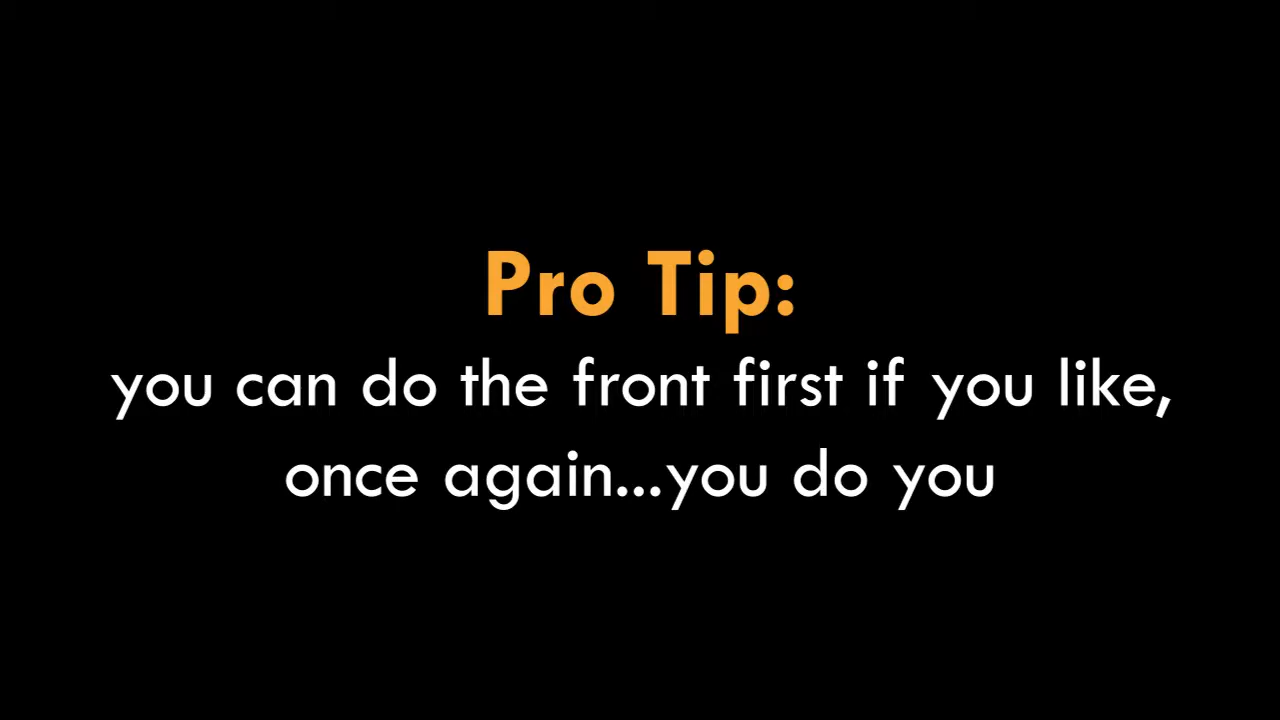 Pro Tip:
you can do the front first if you like,
once again...you do you